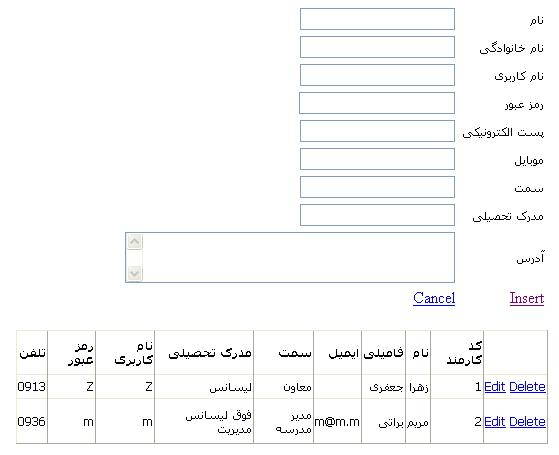 نام
نام خانوادگی
نام کاربری
رمز عبور
پست الکترونیکی
موبایل
سمت
مدرک تحصیلی
آدرس
Insert Cancel
کد کارمند نام فامیلی ایمیل سمت مدرک تحصیلی نام کاربری رمز عبور تلفن
Edit Delete 1 زهرا جعفری معاون لیسانس Z Z 0913
Edit Delete 2 مریم براتی m@m.m مدیر مدرسه فوق لیسانس مدیریت m m 0936